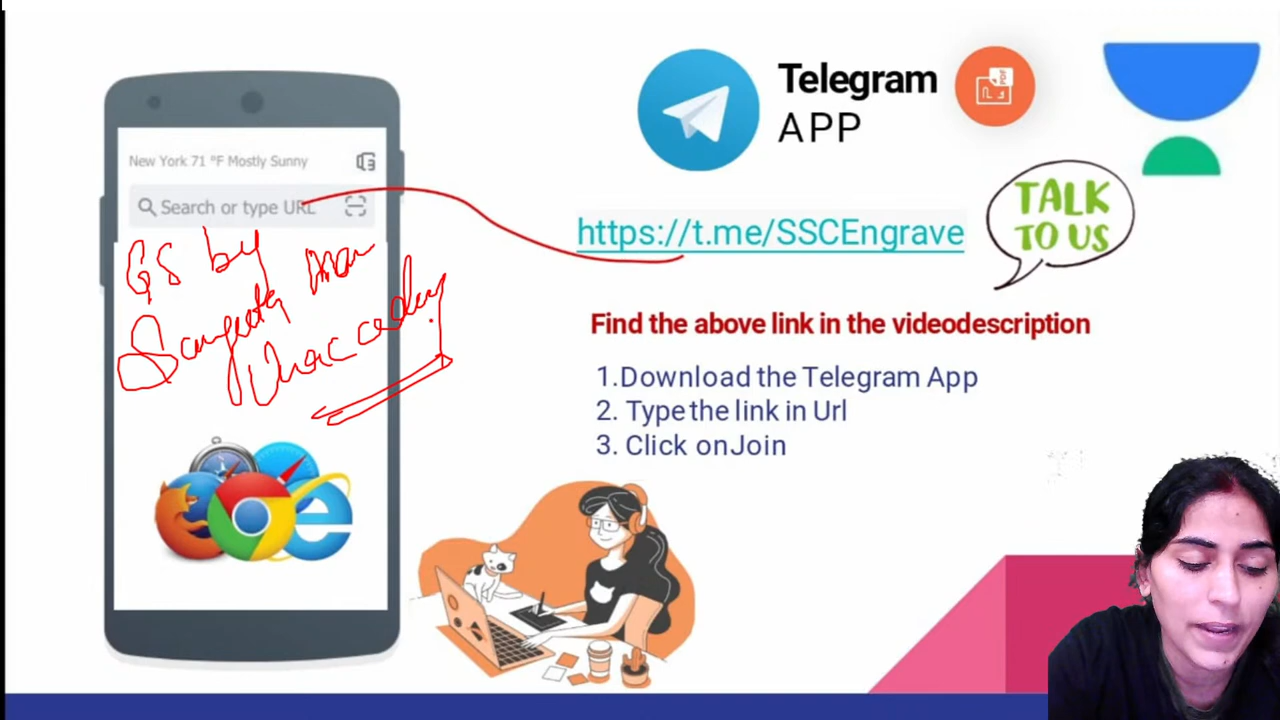 Telegram
APP
New York 71 °F Mostly Sunny
Search or type URL
https://t.me/SSCEngrave
TALK
TO US
GS by
Sangeeta
Find the above link in the videodescription
1.Download the Telegram App
2. Type the link in Url
3. Click onJoin
PDF